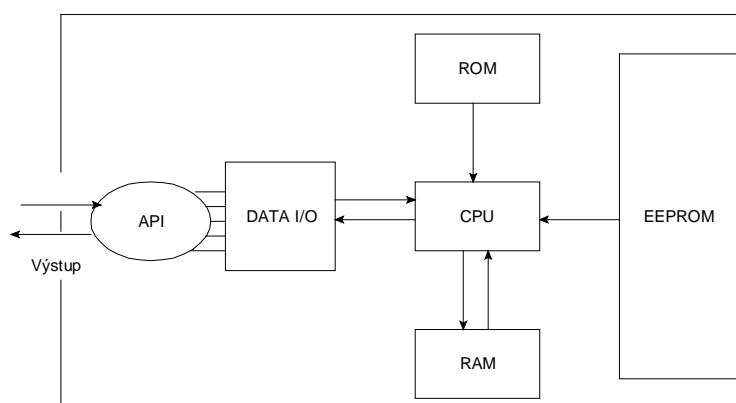 ROM
API
DATA I/O
CPU
EEPROM
Výstup
RAM